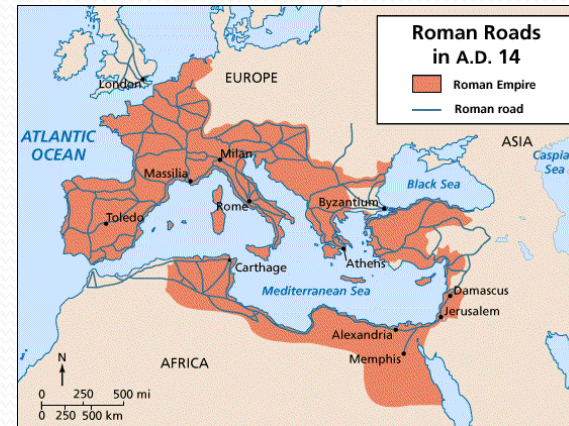 Roman Roads
in A.D. 14
Roman Empire
Roman road
EUROPE
London
ATLANTIC
OCEAN
ASIA
Caspia
Sea
Milan
Massilia
Black Sea
Rome
Byzantium
Toledo
Athens
Carthage
Mediterranean Sea
Damascus
Jerusalem
Alexandria
Memphis
AFRICA
N
0 250 500 mi
0 250 500 km